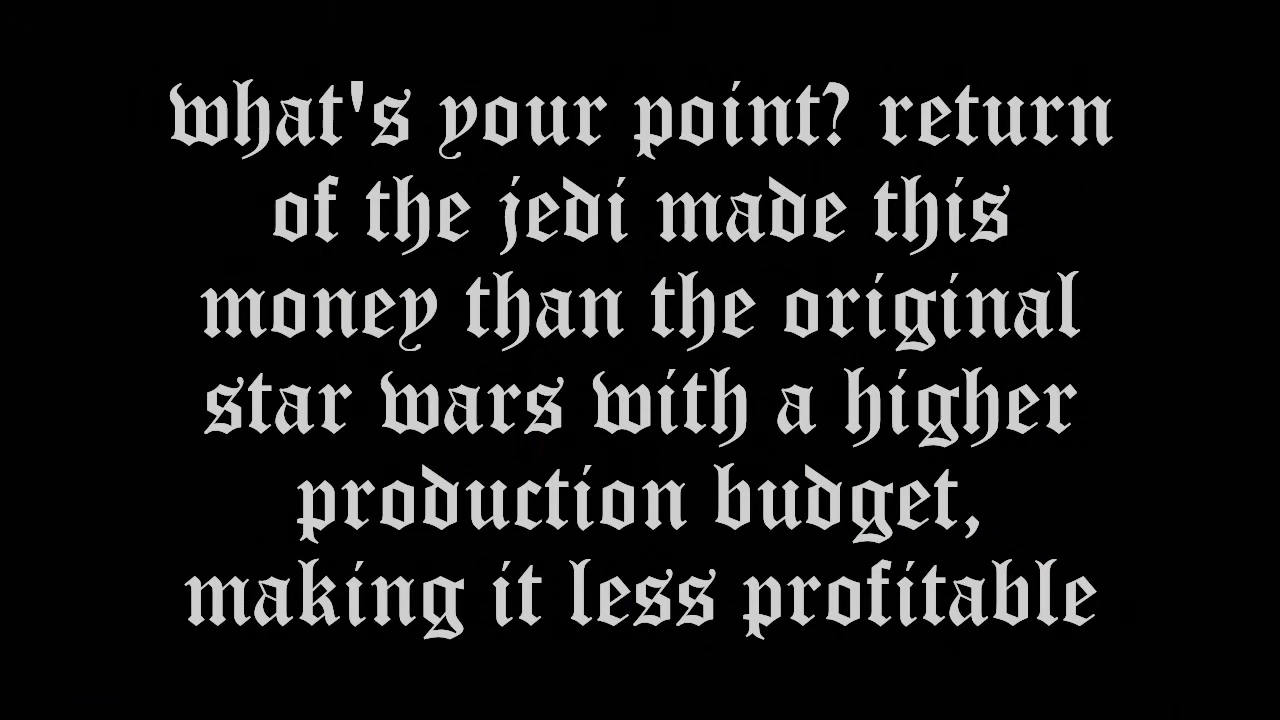 what's your point? return
of the jedi made this
money than the original
star wars with a higher
production budget,
making it less profitable